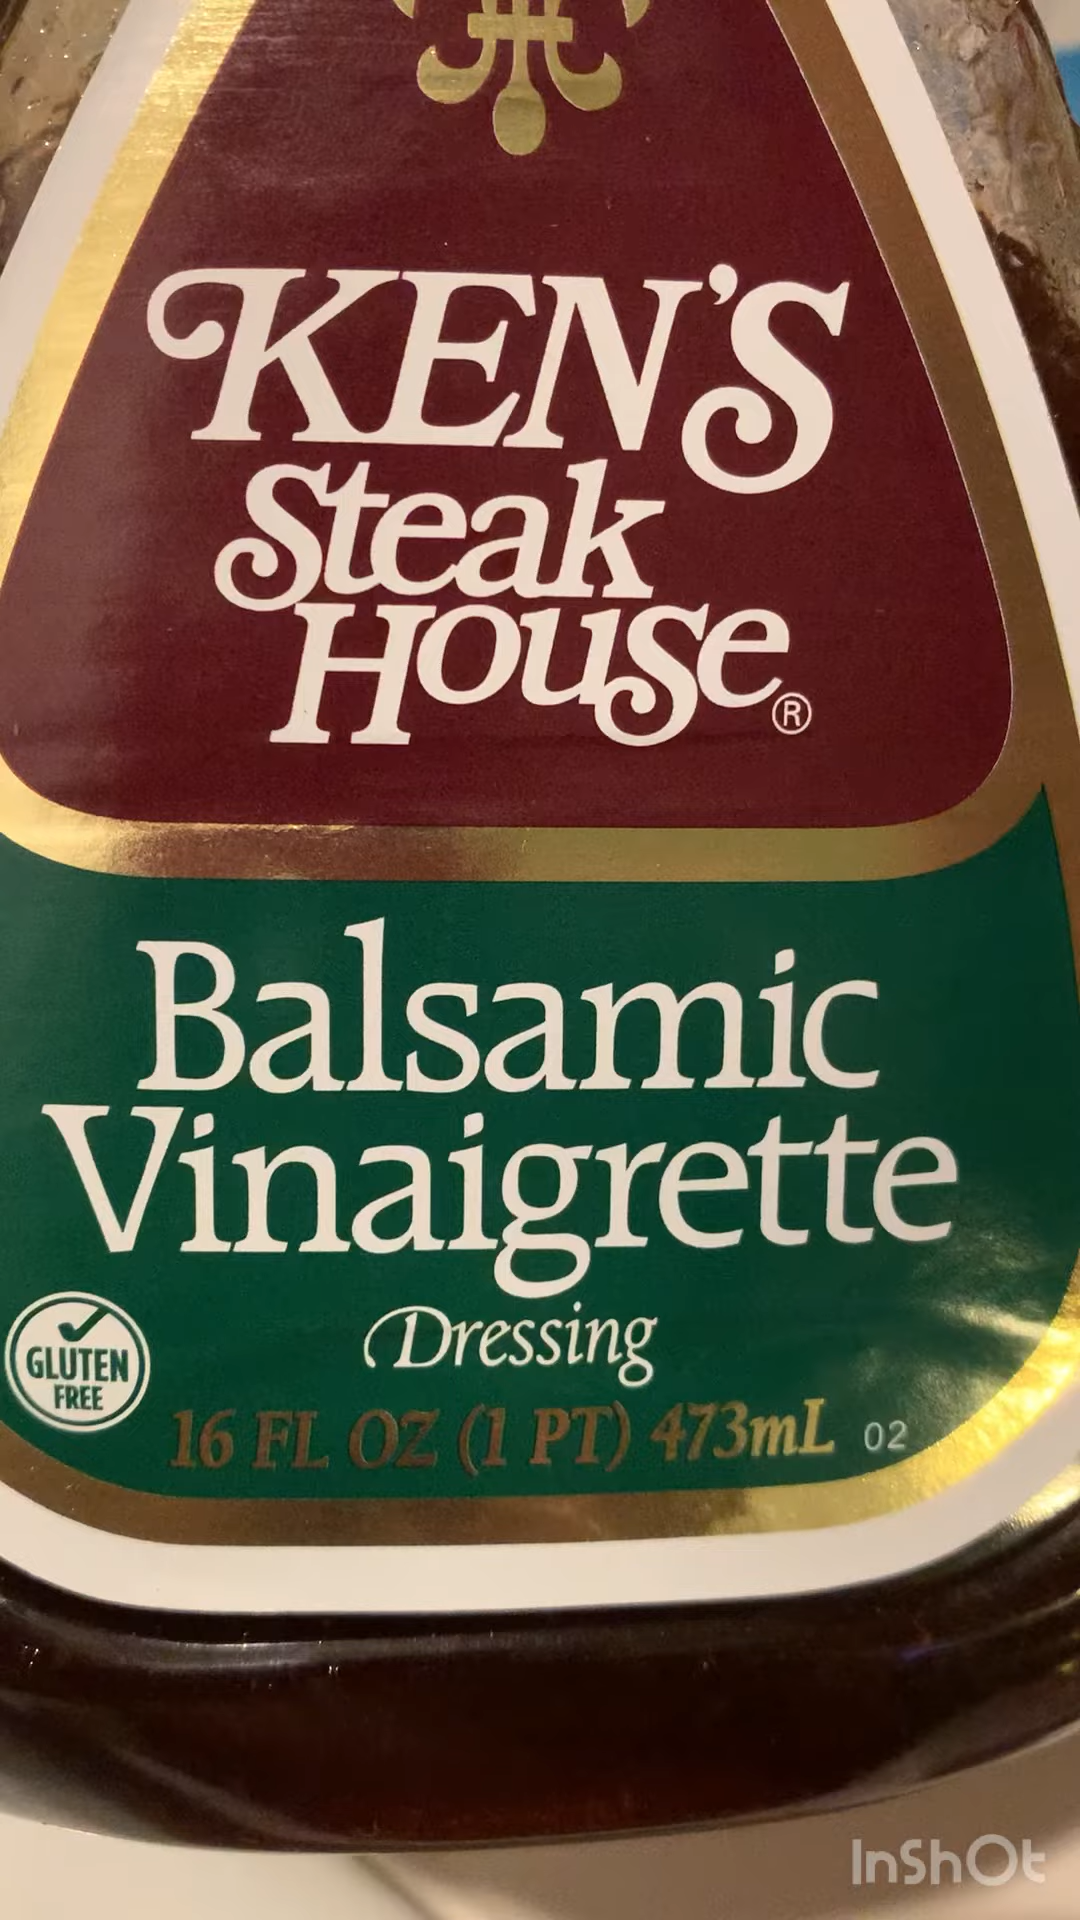 KEN'S
Steak
House®
Balsamic
Vinaigrette
Dressing
GLUTEN
FREE
16 FL OZ (1 PT) 473mL 02
InShOt